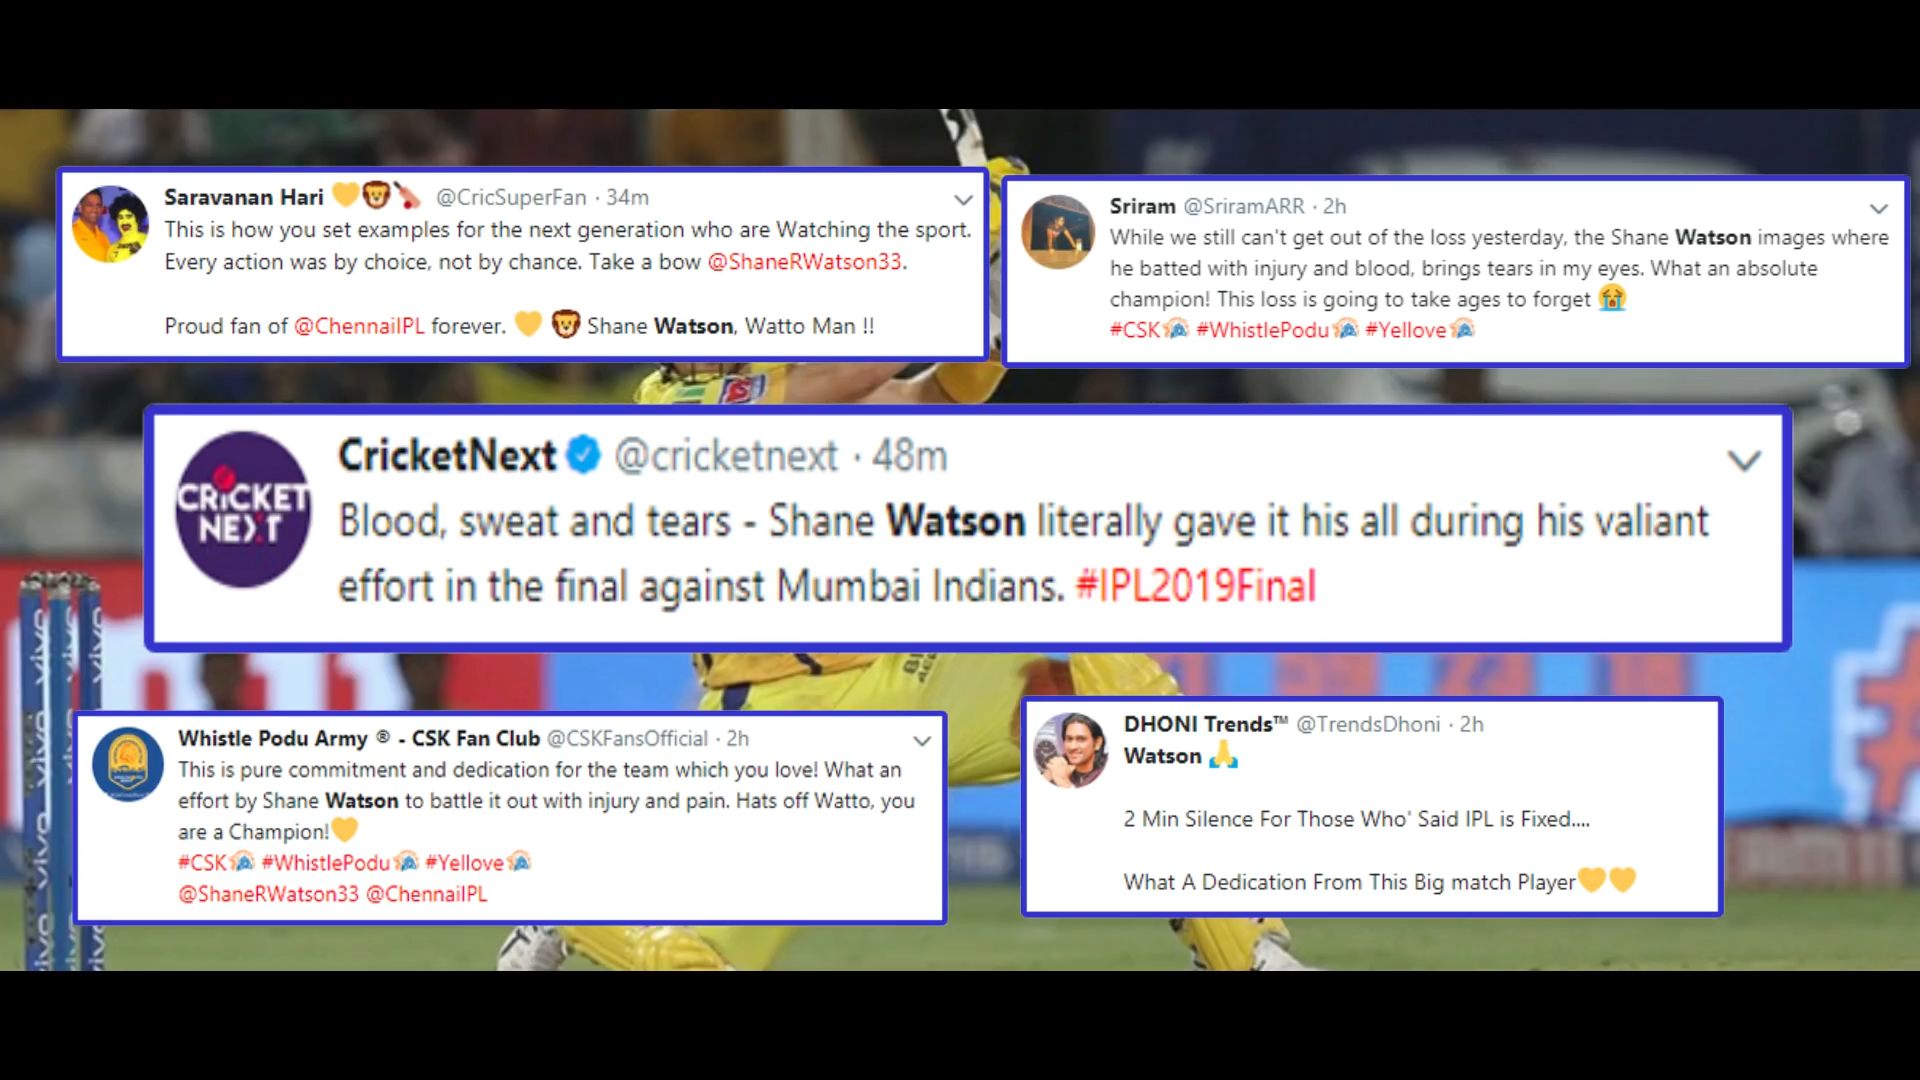 Saravanan Hari 💛🦁🏏 @CricSuperFan · 34m
This is how you set examples for the next generation who are Watching the sport.
Every action was by choice, not by chance. Take a bow @ShaneRWatson33.
Proud fan of @ChennaiIPL forever. 💛 🦁 Shane Watson, Watto Man !!
Sriram @SriramARR · 2h
While we still can't get out of the loss yesterday, the Shane Watson images where
he batted with injury and blood, brings tears in my eyes. What an absolute
champion! This loss is going to take ages to forget 😭
#CSK #WhistlePodu #Yellove
CRICKET
NEXT
CricketNext @cricketnext · 48m
Blood, sweat and tears - Shane Watson literally gave it his all during his valiant
effort in the final against Mumbai Indians. #IPL2019Final
Whistle Podu Army ® - CSK Fan Club @CSKFansOfficial · 2h
This is pure commitment and dedication for the team which you love! What an
effort by Shane Watson to battle it out with injury and pain. Hats off Watto, you
are a Champion!💛
#CSK #WhistlePodu #Yellove
@ShaneRWatson33 @ChennaiIPL
DHONI Trends™ @TrendsDhoni · 2h
Watson 🙏
2 Min Silence For Those Who' Said IPL is Fixed....
What A Dedication From This Big match Player💛💛
vivo
vivo
vivo
vivo
vivo
vivo